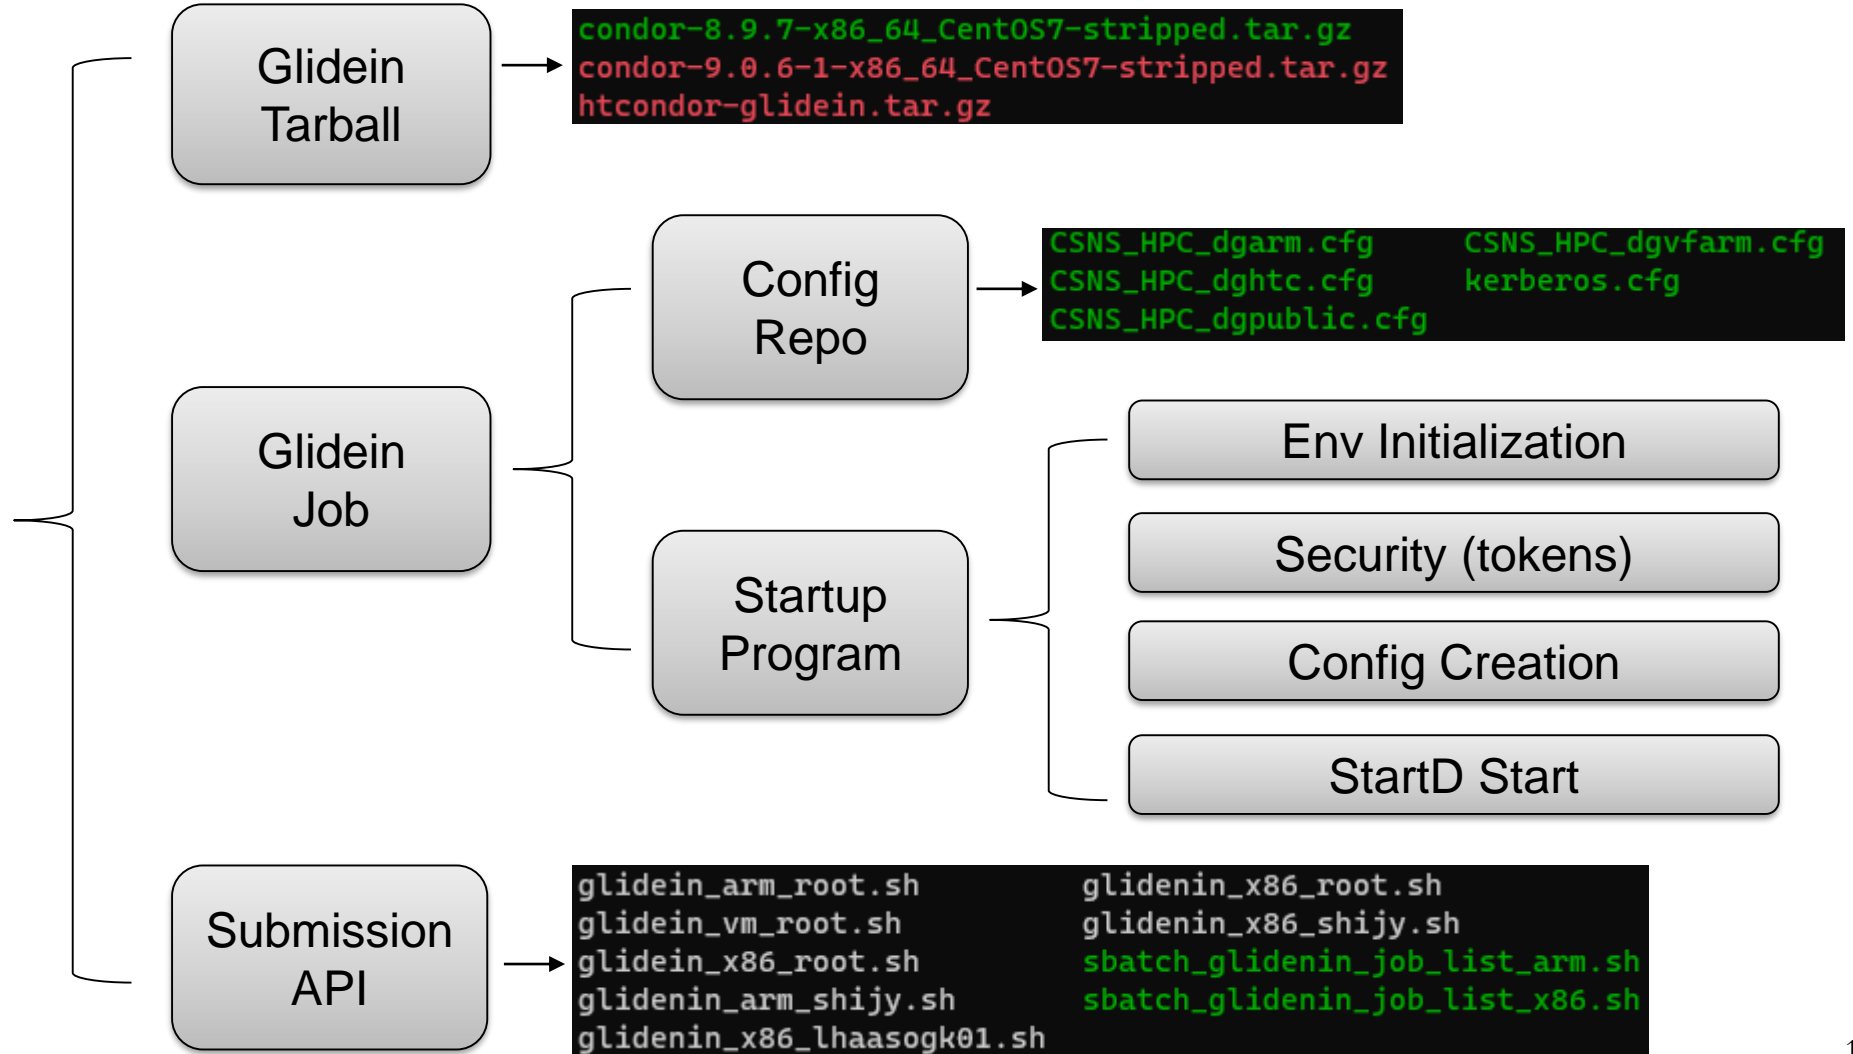 Glidein
Tarball
condor-8.9.7-x86_64_CentOS7-stripped.tar.gz
condor-9.0.6-1-x86_64_CentOS7-stripped.tar.gz
htcondor-glidein.tar.gz
Glidein
Job
Config
Repo
CSNS_HPC_dgarm.cfg CSNS_HPC_dgvfarm.cfg
CSNS_HPC_dghtc.cfg kerberos.cfg
CSNS_HPC_dgpublic.cfg
Startup
Program
Env Initialization
Security (tokens)
Config Creation
StartD Start
Submission
API
glidein_arm_root.sh glidenin_x86_root.sh
glidein_vm_root.sh glidenin_x86_shijy.sh
glidein_x86_root.sh sbatch_glidenin_job_list_arm.sh
glidenin_arm_shijy.sh sbatch_glidenin_job_list_x86.sh
glidenin_x86_lhaasogk01.sh